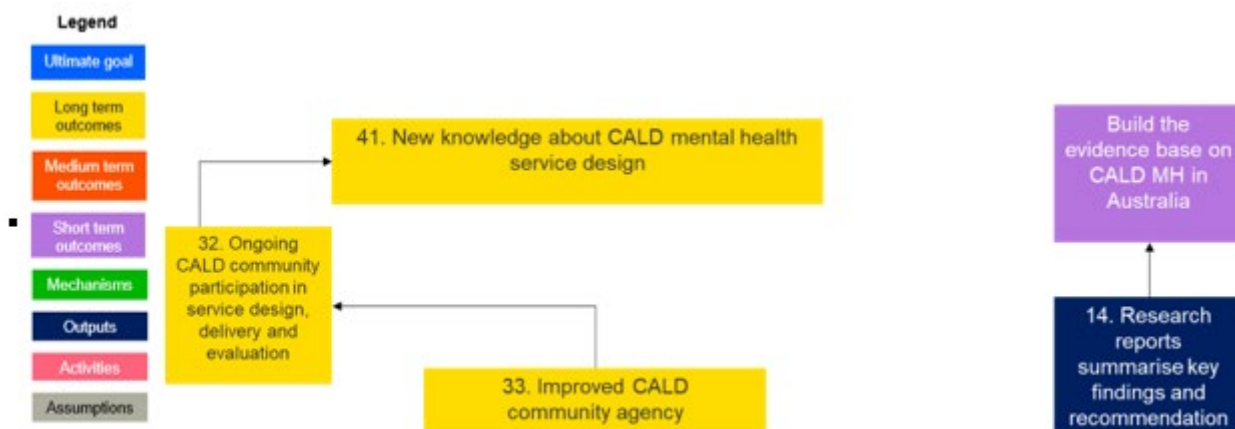 Legend
Ultimate goal
Long term
outcomes
Medium term
outcomes
Short term
outcomes
Mechanisms
Outputs
Activities
Assumptions
41. New knowledge about CALD mental health
service design
32. Ongoing
CALD community
participation in
service design,
delivery and
evaluation
33. Improved CALD
community agency
Build the
evidence base on
CALD MH in
Australia
14. Research
reports
summarise key
findings and
recommendation